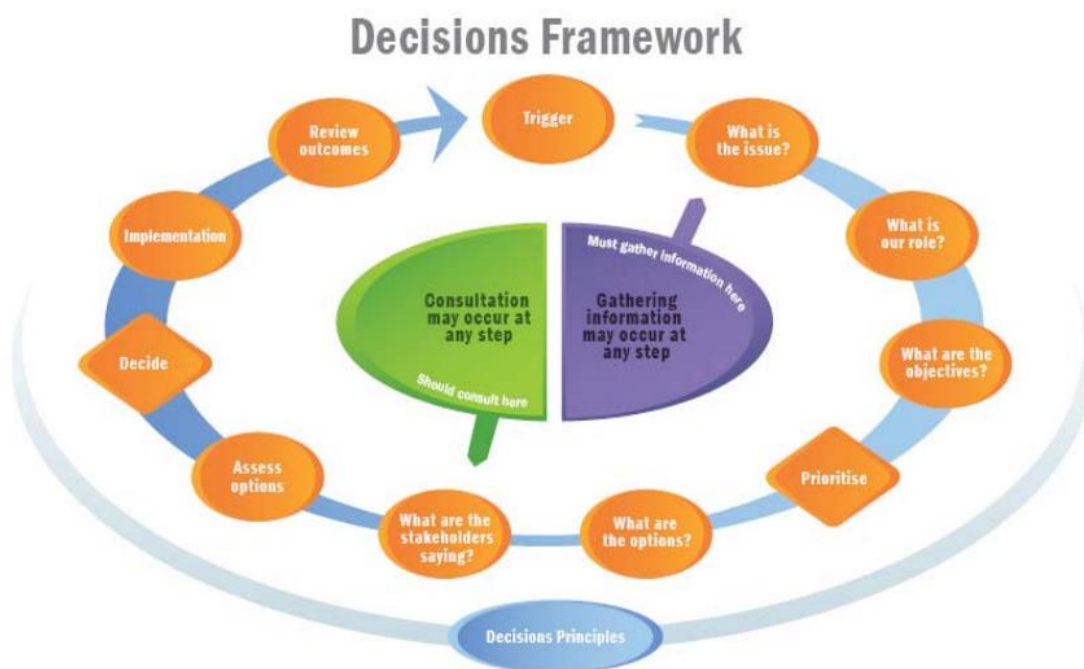 Decisions Framework
Trigger
What is
the issue?
What is
our role?
What are the
objectives?
Prioritise
What are
the options?
What are the
stakeholders
saying?
Assess
options
Decide
Implementation
Review
outcomes
Consultation
may occur at
any step
Should consult here
Must gather information here
Gathering
information
may occur at
any step
Decisions Principles